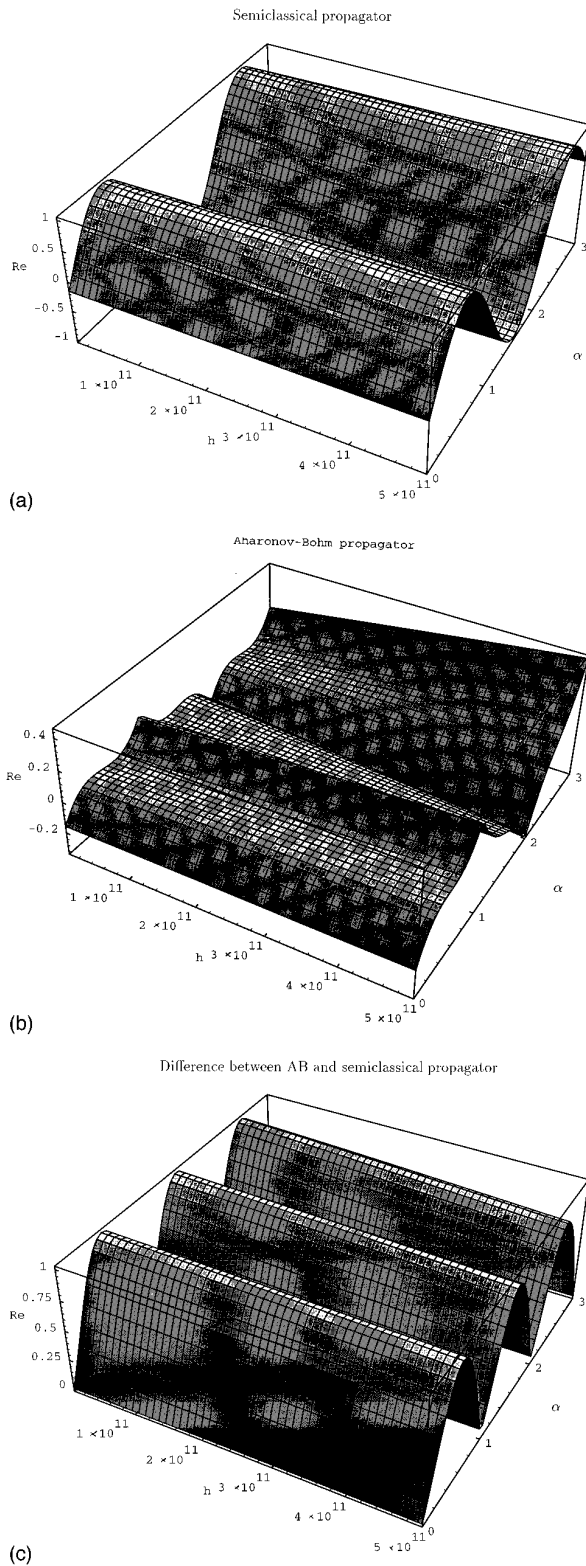 Semiclassical propagator
1
0.5
Re
0
-0.5
-1
3
2
α
1
0
1 ×10^11
2 ×10^11
h 3 ×10^11
4 ×10^11
5 ×10^11
(a)
Aharonov-Bohm propagator
0.4
0.2
Re
0
-0.2
3
2
α
1
0
1 ×10^11
2 ×10^11
h 3 ×10^11
4 ×10^11
5 ×10^11
(b)
Difference between AB and semiclassical propagator
1
0.75
Re
0.5
0.25
0
3
2
α
1
0
1 ×10^11
2 ×10^11
h 3 ×10^11
4 ×10^11
5 ×10^11
(c)